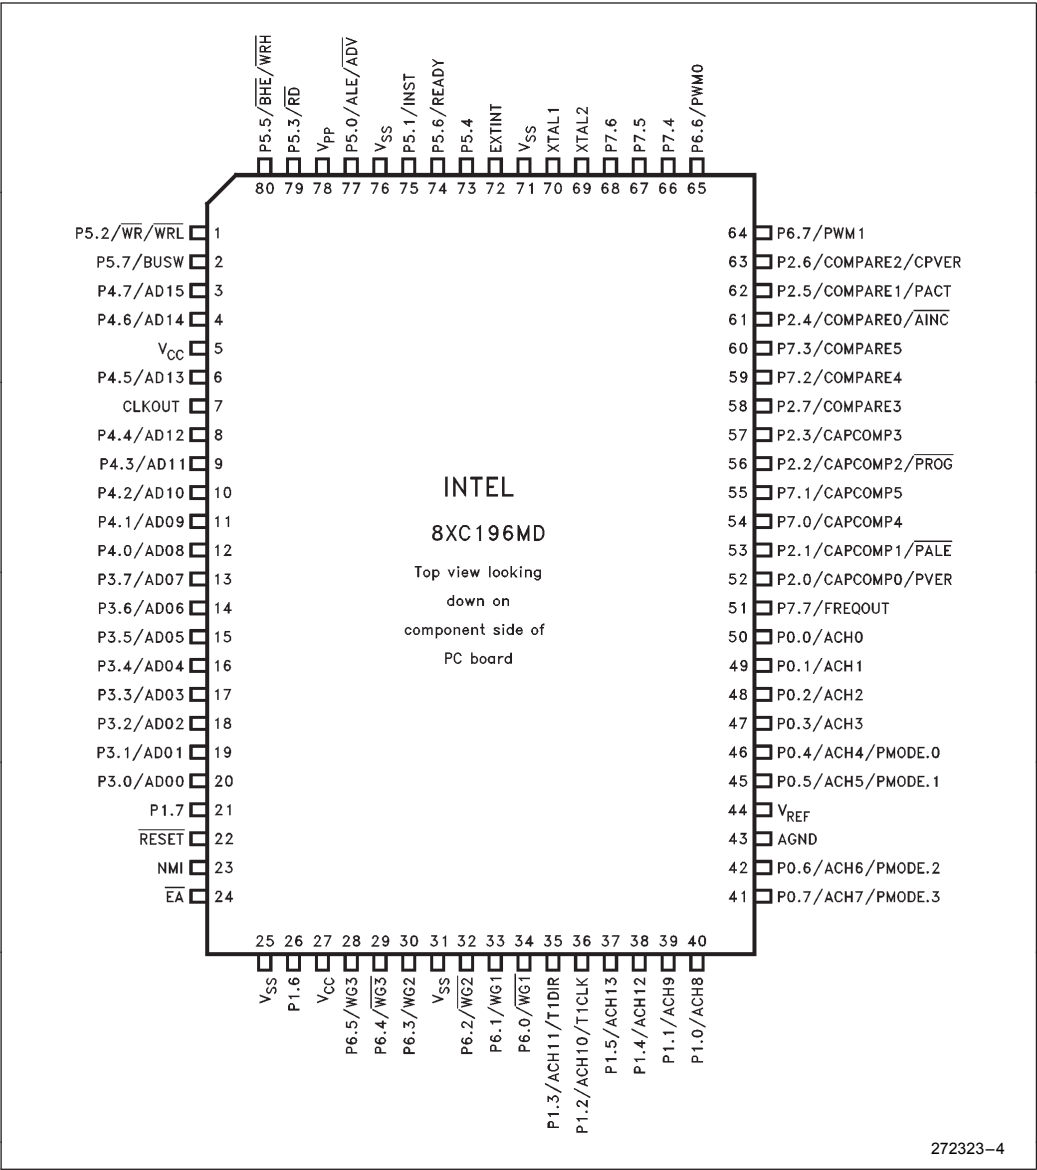 P5.5/BHE/WRH
P5.3/RD
VPP
P5.0/ALE/ADV
VSS
P5.1/INST
P5.6/READY
P5.4
EXTINT
VSS
XTAL1
XTAL2
P7.6
P7.5
P7.4
P6.6/PWM0
80 79 78 77 76 75 74 73 72 71 70 69 68 67 66 65
P5.2/WR/WRL 1
P5.7/BUSW 2
P4.7/AD15 3
P4.6/AD14 4
VCC 5
P4.5/AD13 6
CLKOUT 7
P4.4/AD12 8
P4.3/AD11 9
P4.2/AD10 10
P4.1/AD09 11
P4.0/AD08 12
P3.7/AD07 13
P3.6/AD06 14
P3.5/AD05 15
P3.4/AD04 16
P3.3/AD03 17
P3.2/AD02 18
P3.1/AD01 19
P3.0/AD00 20
P1.7 21
RESET 22
NMI 23
EA 24
INTEL
8XC196MD
Top view looking
down on
component side of
PC board
64 P6.7/PWM1
63 P2.6/COMPARE2/CPVER
62 P2.5/COMPARE1/PACT
61 P2.4/COMPARE0/AINC
60 P7.3/COMPARE5
59 P7.2/COMPARE4
58 P2.7/COMPARE3
57 P2.3/CAPCOMP3
56 P2.2/CAPCOMP2/PROG
55 P7.1/CAPCOMP5
54 P7.0/CAPCOMP4
53 P2.1/CAPCOMP1/PALE
52 P2.0/CAPCOMP0/PVER
51 P7.7/FREQOUT
50 P0.0/ACH0
49 P0.1/ACH1
48 P0.2/ACH2
47 P0.3/ACH3
46 P0.4/ACH4/PMODE.0
45 P0.5/ACH5/PMODE.1
44 VREF
43 AGND
42 P0.6/ACH6/PMODE.2
41 P0.7/ACH7/PMODE.3
25 26 27 28 29 30 31 32 33 34 35 36 37 38 39 40
VSS
P1.6
VCC
P6.5/WG3
P6.4/WG3
P6.3/WG2
VSS
P6.2/WG2
P6.1/WG1
P6.0/WG1
P1.3/ACH11/T1DIR
P1.2/ACH10/T1CLK
P1.5/ACH13
P1.4/ACH12
P1.1/ACH9
P1.0/ACH8
272323–4